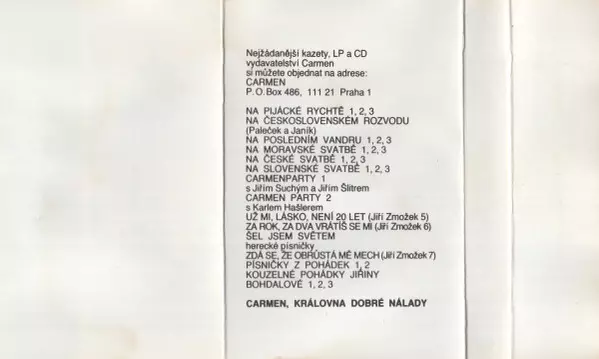 Nejžádanější kazety, LP a CD
vydavatelství Carmen
si můžete objednat na adrese:
CARMEN
P.O.Box 486, 111 21 Praha 1
NA PIJÁCKÉ RYCHTĚ 1, 2, 3
NA ČESKOSLOVENSKÉM ROZVODU
(Paleček a Janík)
NA POSLEDNÍM VANDRU 1, 2, 3
NA MORAVSKÉ SVATBĚ 1, 2, 3
NA ČESKÉ SVATBĚ 1, 2, 3
NA SLOVENSKÉ SVATBĚ 1, 2, 3
CARMENPARTY 1
s Jiřím Suchým a Jiřím Šlitrem
CARMEN PARTY 2
s Karlem Hašlerem
UŽ MI, LÁSKO, NENÍ 20 LET (Jiří Zmožek 5)
ZA ROK, ZA DVA VRÁTÍŠ SE MI (Jiří Zmožek 6)
ŠEL JSEM SVĚTEM
herecké písničky
ZDÁ SE, ŽE OBRŮSTÁ MĚ MECH (Jiří Zmožek 7)
PÍSNIČKY Z POHÁDEK 1, 2
KOUZELNÉ POHÁDKY JIŘINY
BOHDALOVÉ 1, 2, 3
CARMEN, KRÁLOVNA DOBRÉ NÁLADY